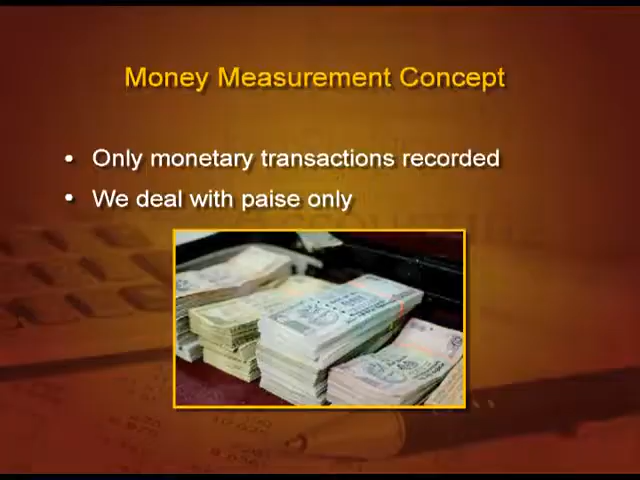 Money Measurement Concept
• Only monetary transactions recorded
• We deal with paise only